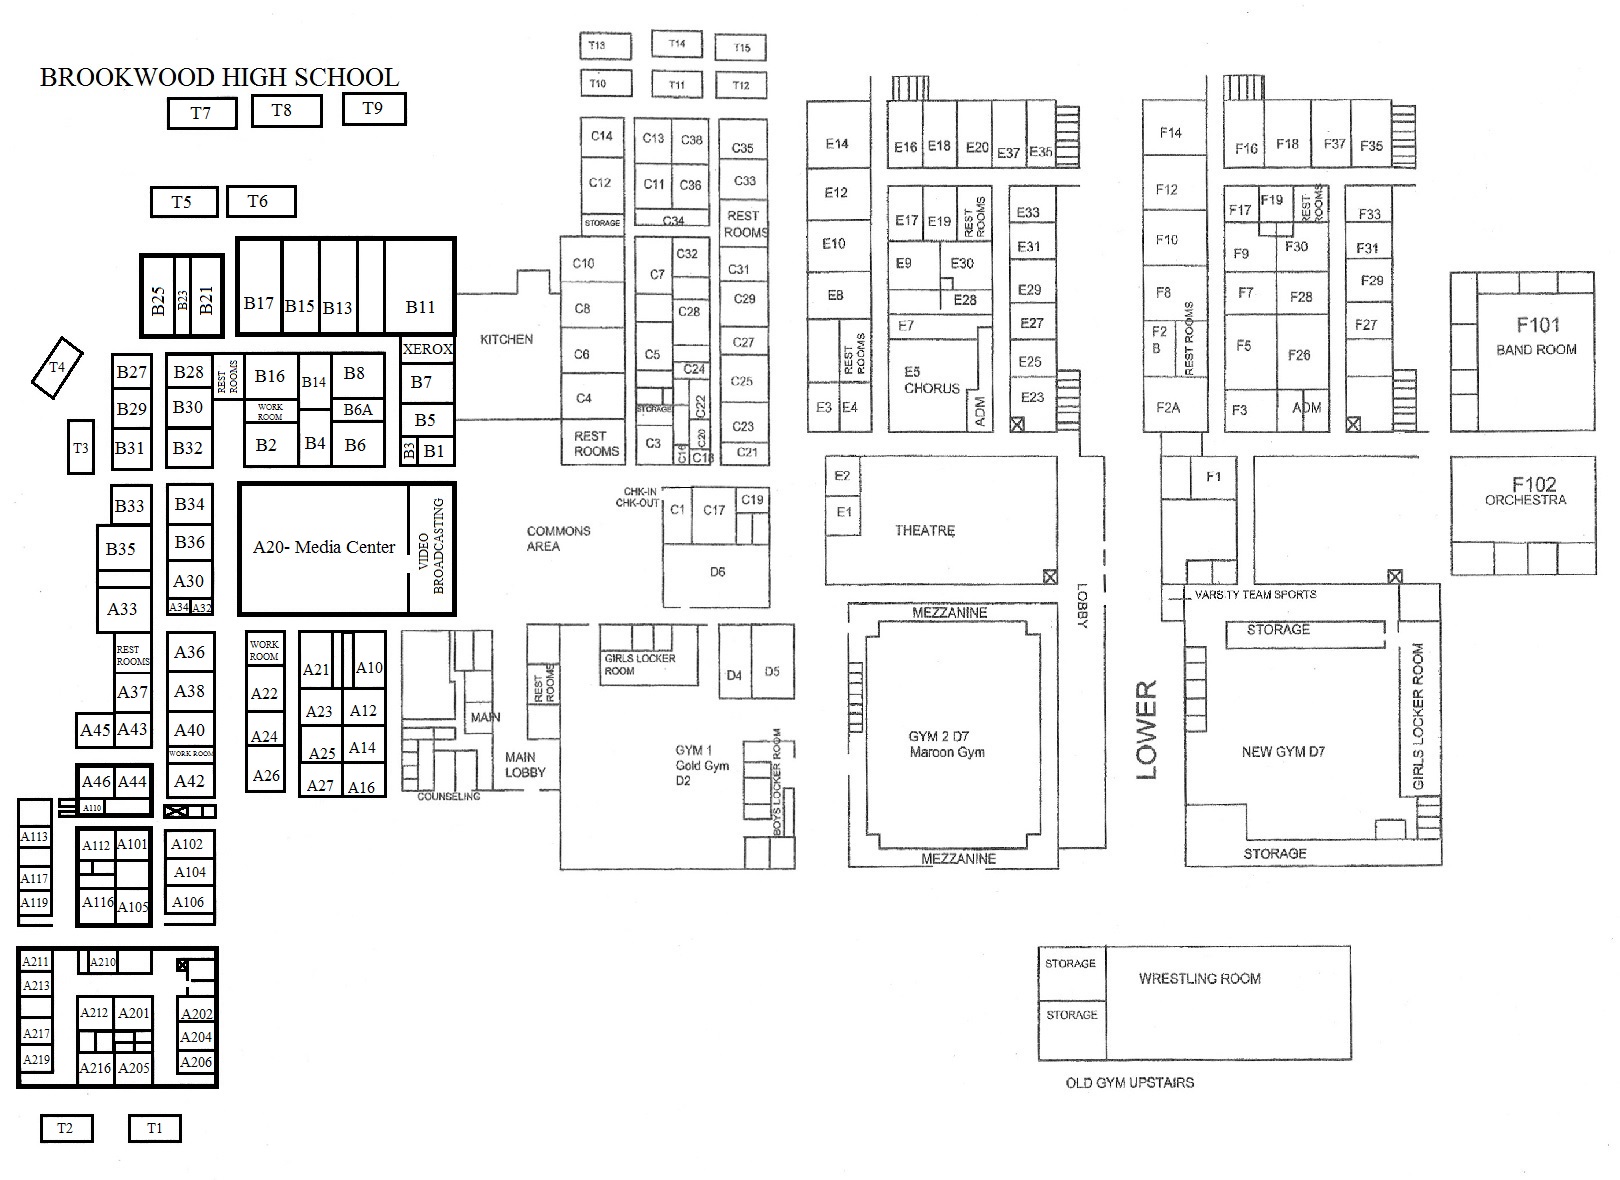 BROOKWOOD HIGH SCHOOL
T7
T8
T9
T5
T6
B25
B23
B21
B17
B15
B13
B11
T4
T3
B27
B29
B31
B28
B30
B32
REST
ROOMS
B16
WORK
ROOM
B2
B14
B4
B8
B6A
B6
XEROX
B7
B5
B3
B1
B33
B35
A33
B34
B36
A30
A34
A32
A20- Media Center
VIDEO
BROADCASTING
REST
ROOMS
A37
A45
A43
A36
A38
A40
WORK ROOM
A42
WORK
ROOM
A22
A24
A26
A21
A10
A23
A12
A25
A14
A27
A16
A46
A44
A110
A113
A117
A119
A112
A101
A116
A105
A102
A104
A106
A211
A213
A217
A219
A210
A212
A201
A216
A205
A202
A204
A206
T2
T1
T13
T14
T15
T10
T11
T12
C14
C12
STORAGE
C10
C8
C6
C4
REST
ROOMS
KITCHEN
C13
C38
C11
C36
C34
C7
C32
C28
C5
C24
STORAGE
C22
C3
C20
C16
C18
C35
C33
REST
ROOMS
C31
C29
C27
C25
C23
C21
CHK-IN
CHK-OUT
C1
C17
C19
D6
COMMONS
AREA
MAIN
COUNSELING
MAIN
LOBBY
REST
ROOMS
GIRLS LOCKER
ROOM
D4
D5
GYM 1
Gold Gym
D2
BOYS LOCKER ROOM
E14
E12
E10
E8
REST
ROOMS
E3
E4
E16
E18
E20
E37
E35
E17
E19
REST
ROOMS
E9
E30
E28
E7
E5
CHORUS
ADM
E33
E31
E29
E27
E25
E23
E2
E1
THEATRE
LOBBY
MEZZANINE
GYM 2 D7
Maroon Gym
MEZZANINE
F14
F12
F10
F8
F2
B
REST ROOMS
F2A
F16
F18
F37
F35
F17
F19
REST
ROOMS
F9
F30
F7
F28
F5
F26
F3
ADM
F33
F31
F29
F27
F101
BAND ROOM
F102
ORCHESTRA
F1
VARSITY TEAM SPORTS
STORAGE
GIRLS LOCKER ROOM
LOWER
NEW GYM D7
STORAGE
STORAGE
STORAGE
WRESTLING ROOM
OLD GYM UPSTAIRS